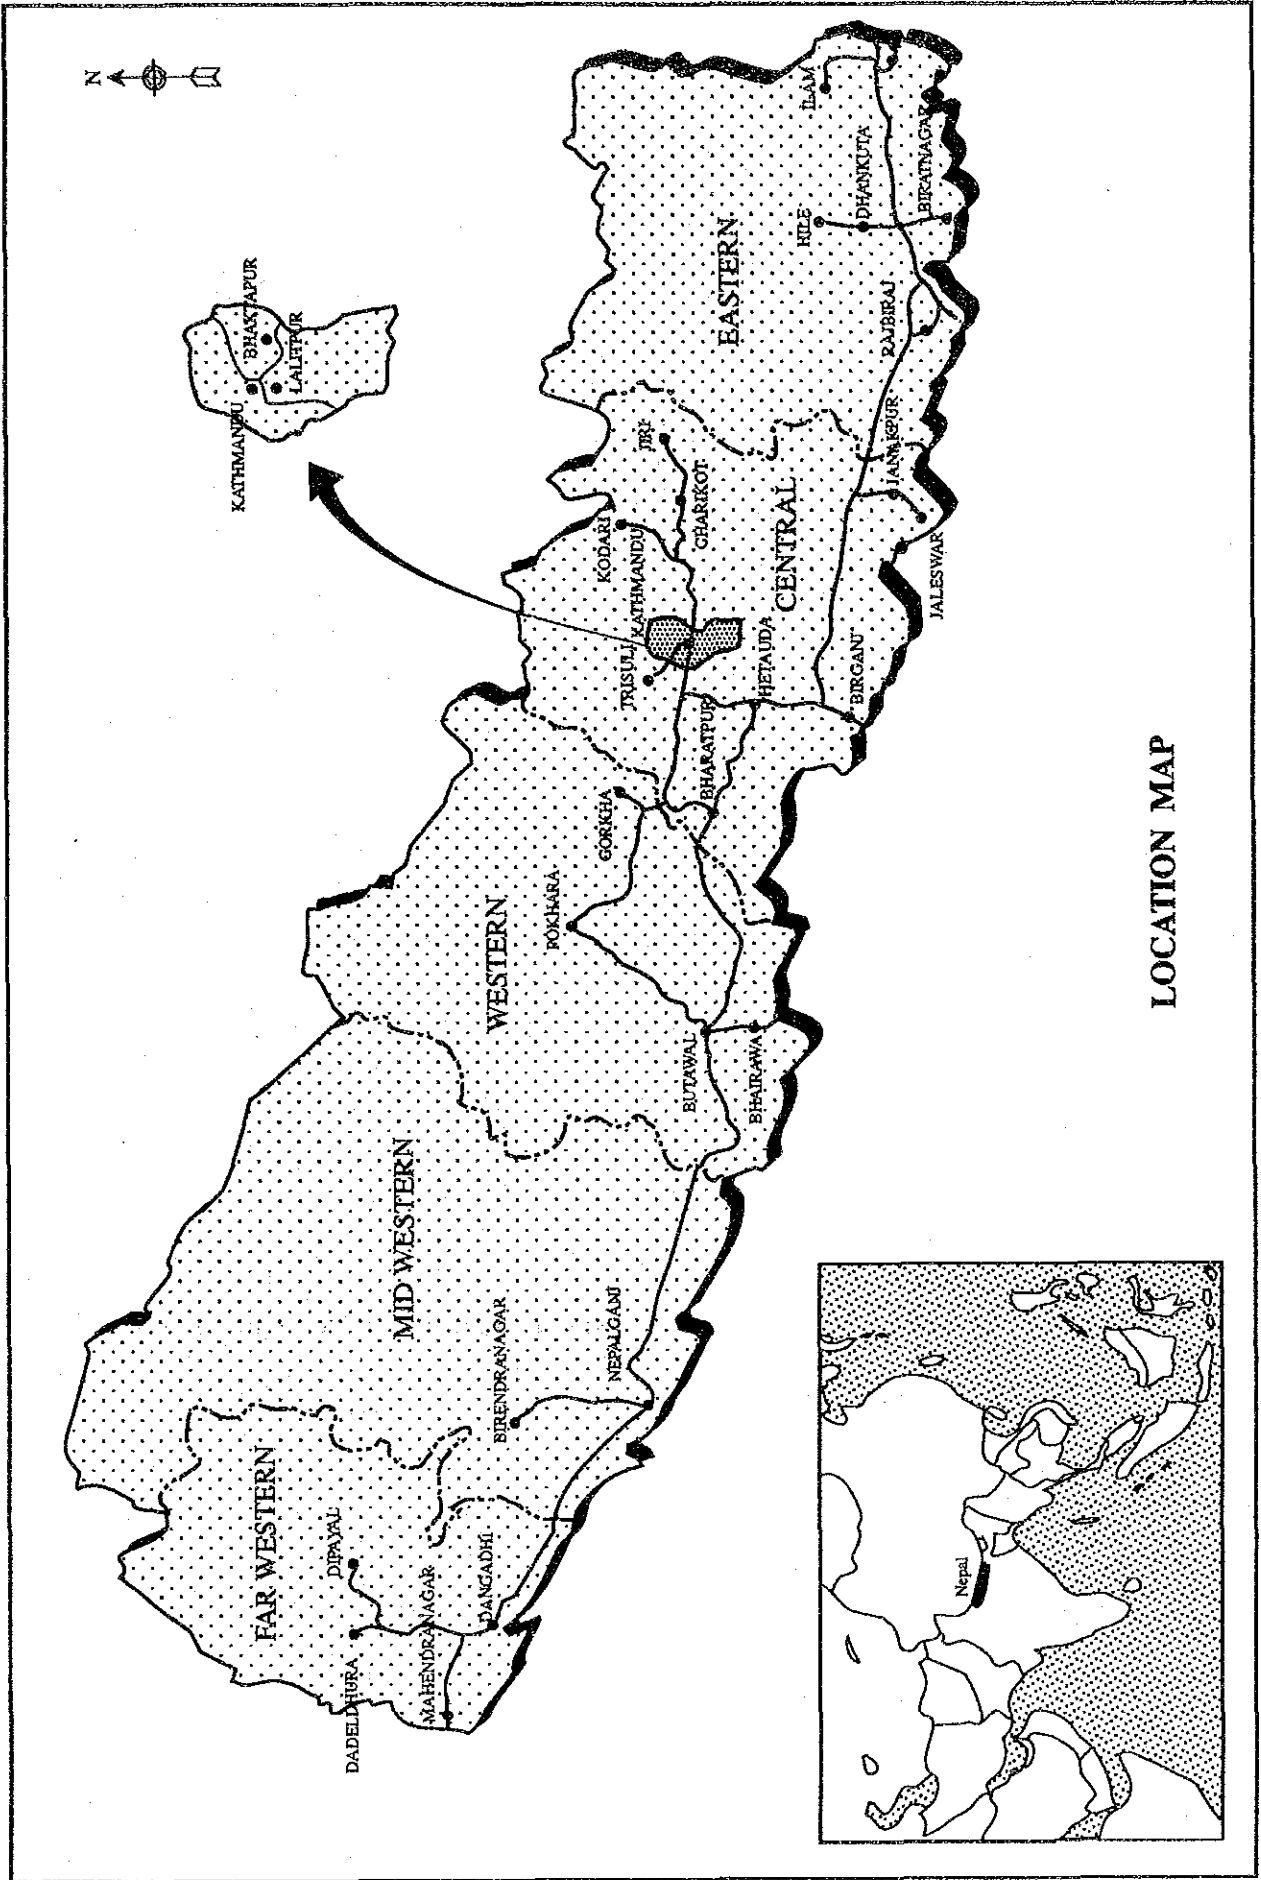 N
KATHMANDU
BHAKTAPUR
LALITPUR
FAR WESTERN
DADELDHURA
DIPAYAL
MAHENDRANAGAR
DANGADHI
MID WESTERN
BIRENDRANAGAR
NEPALGANJ
WESTERN
POKHARA
GORKHA
BUTAWAL
BHAIRAWA
BHARATPUR
TRISULI
KATHMANDU
KODARI
JIRI
CHARIKOT
CENTRAL
HETAUDA
BIRGANJ
JALESWAR
JANAKPUR
EASTERN
RAJBIRAJ
HILE
DHANKUTA
BIRATNAGAR
ILAM
Nepal
LOCATION MAP